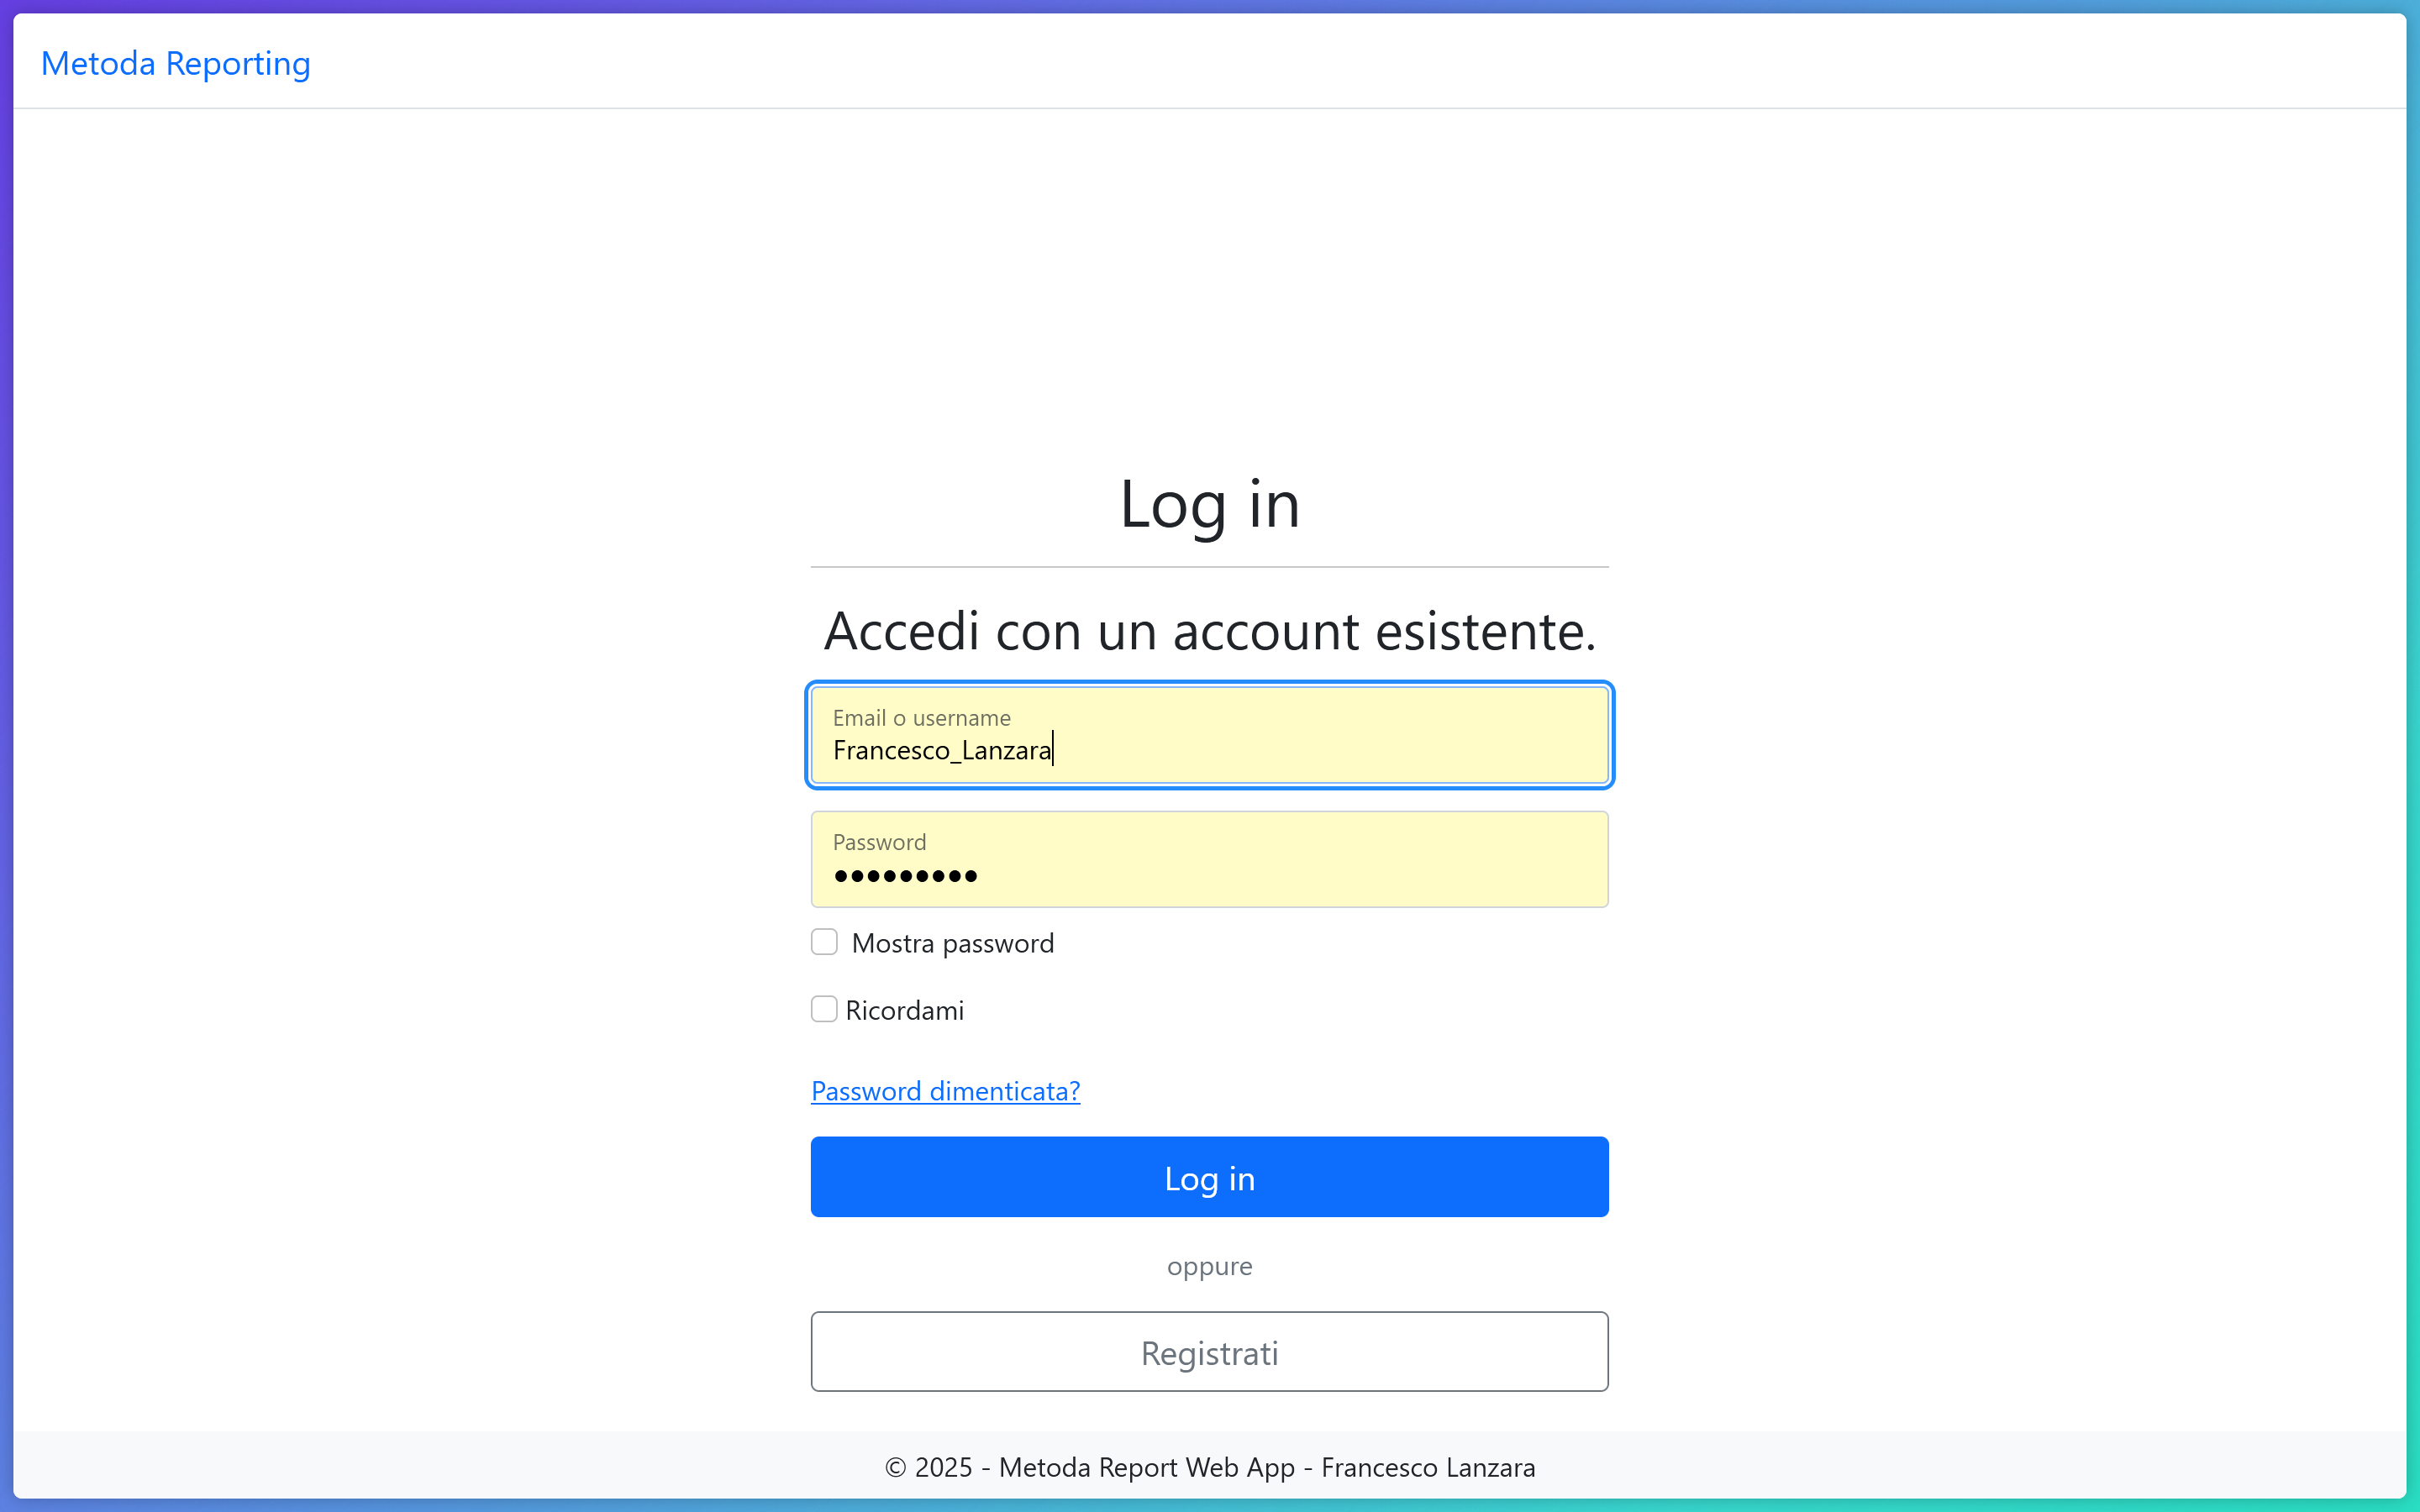 Metoda Reporting
Log in
Accedi con un account esistente.
Email o username
Francesco_Lanzara
Password
•••••••••
Mostra password
Ricordami
Password dimenticata?
Log in
oppure
Registrati
© 2025 - Metoda Report Web App - Francesco Lanzara